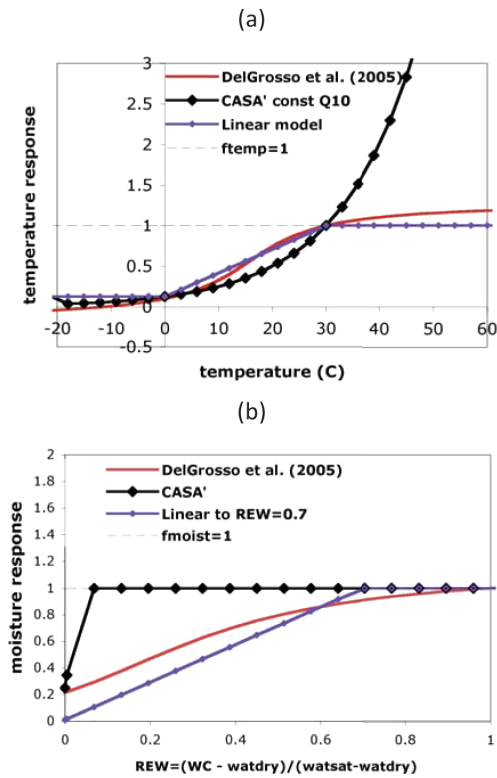 (a)
3
2.5
2
1.5
1
0.5
0
-0.5
temperature response
DelGrosso et al. (2005)
CASA' const Q10
Linear model
ftemp=1
-20 -10 0 10 20 30 40 50 60
temperature (C)
(b)
2
1.8
1.6
1.4
1.2
1
0.8
0.6
0.4
0.2
0
moisture response
DelGrosso et al. (2005)
CASA'
Linear to REW=0.7
fmoist=1
0 0.2 0.4 0.6 0.8 1
REW=(WC - watdry)/(watsat-watdry)